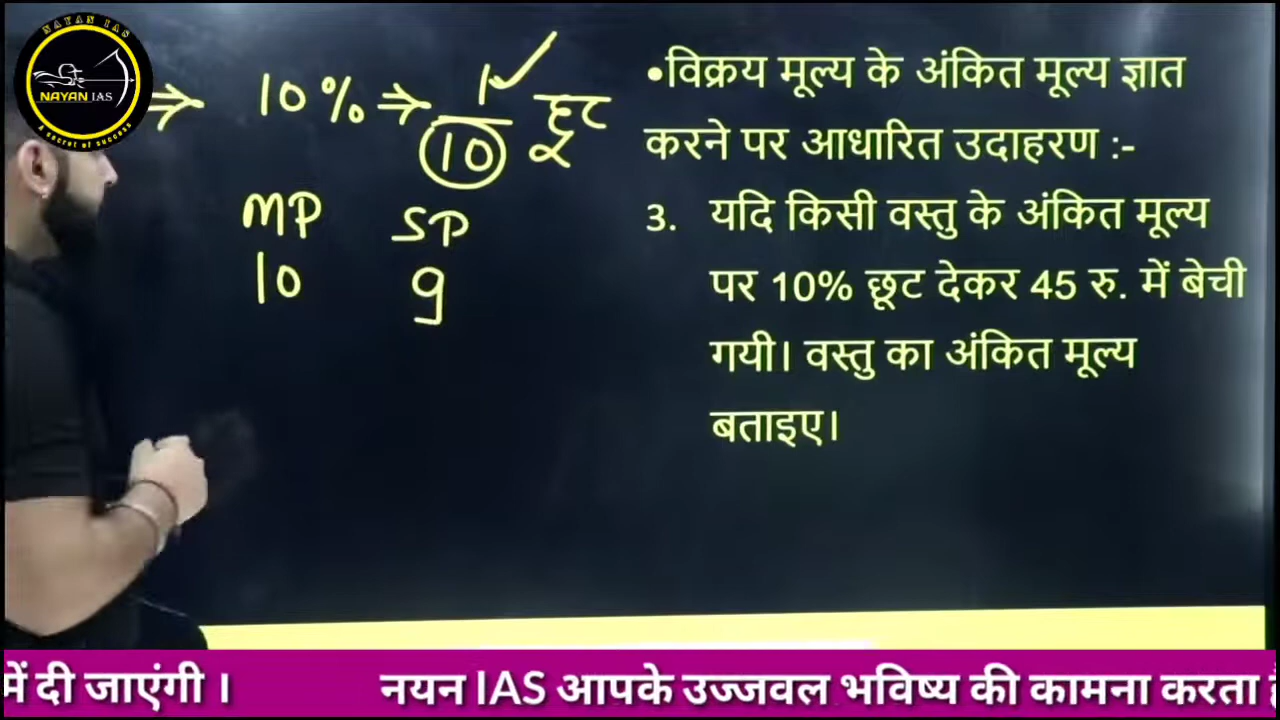 NAYAN IAS
NAYAN IAS
A secret of success
⇒ 10% ⇒ 1/10 छूट
MP SP
10 9
•विक्रय मूल्य के अंकित मूल्य ज्ञात
करने पर आधारित उदाहरण :-
3. यदि किसी वस्तु के अंकित मूल्य
पर 10% छूट देकर 45 रु. में बेची
गयी। वस्तु का अंकित मूल्य
बताइए।
में दी जाएंगी । नयन IAS आपके उज्जवल भविष्य की कामना करता